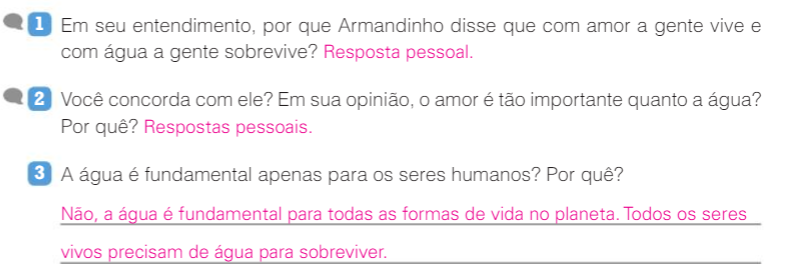 1 Em seu entendimento, por que Armandinho disse que com amor a gente vive e
com água a gente sobrevive? Resposta pessoal.
2 Você concorda com ele? Em sua opinião, o amor é tão importante quanto a água?
Por quê? Respostas pessoais.
3 A água é fundamental apenas para os seres humanos? Por quê?
Não, a água é fundamental para todas as formas de vida no planeta. Todos os seres
vivos precisam de água para sobreviver.